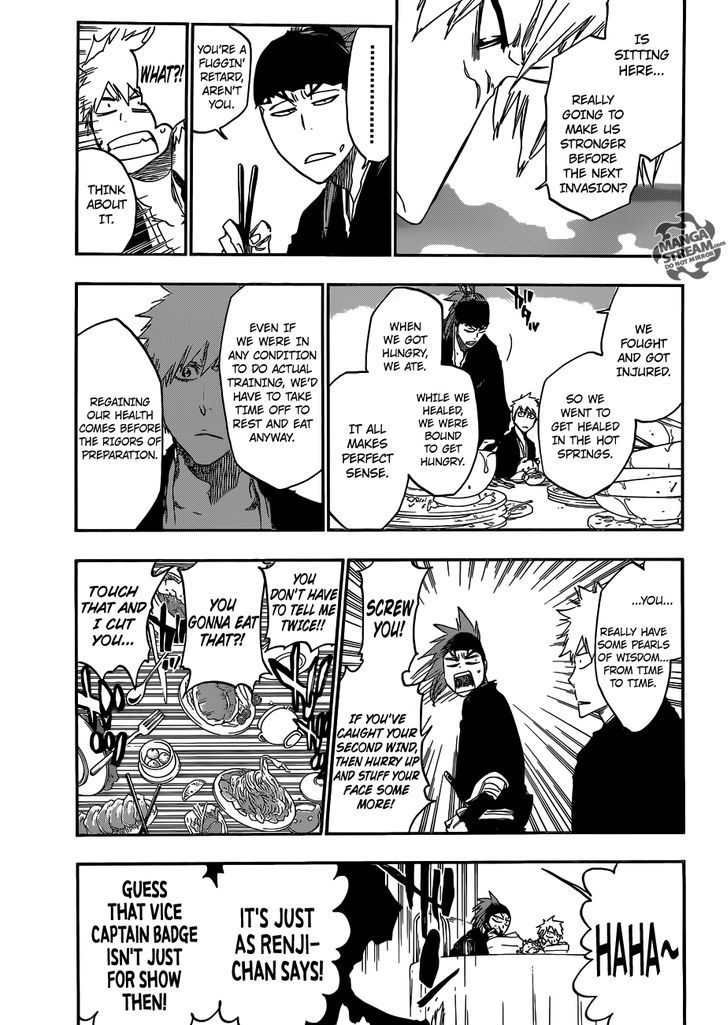 IS
SITTING
HERE...
REALLY
GOING TO
MAKE US
STRONGER
BEFORE
THE NEXT
INVASION?
.........
YOU'RE A
FUGGIN'
RETARD,
AREN'T
YOU.
WHAT?!
THINK
ABOUT IT.
MANGA
STREAM.com
DO NOT MIRROR
WE
FOUGHT
AND GOT
INJURED.
SO WE
WENT TO
GET HEALED
IN THE HOT
SPRINGS.
WHEN
WE GOT
HUNGRY,
WE ATE.
WHILE WE
HEALED,
WE WERE
BOUND
TO GET
HUNGRY.
IT ALL
MAKES
PERFECT
SENSE.
EVEN IF
WE WERE IN
ANY CONDITION
TO DO ACTUAL
TRAINING, WE'D
HAVE TO TAKE
TIME OFF TO
REST AND EAT
ANYWAY.
REGAINING
OUR HEALTH
COMES BEFORE
THE RIGORS OF
PREPARATION.
...YOU...
REALLY HAVE
SOME PEARLS
OF WISDOM...
FROM TIME
TO TIME.
SCREW
YOU!
IF YOU'VE
CAUGHT YOUR
SECOND WIND,
THEN HURRY UP
AND STUFF YOUR
FACE SOME
MORE!
YOU
DON'T HAVE
TO TELL ME
TWICE!!
YOU
GONNA EAT
THAT?!
TOUCH
THAT AND I
CUT YOU...
HAHA~
IT'S JUST
AS RENJI-
CHAN SAYS!
GUESS
THAT VICE
CAPTAIN BADGE
ISN'T JUST
FOR SHOW
THEN!